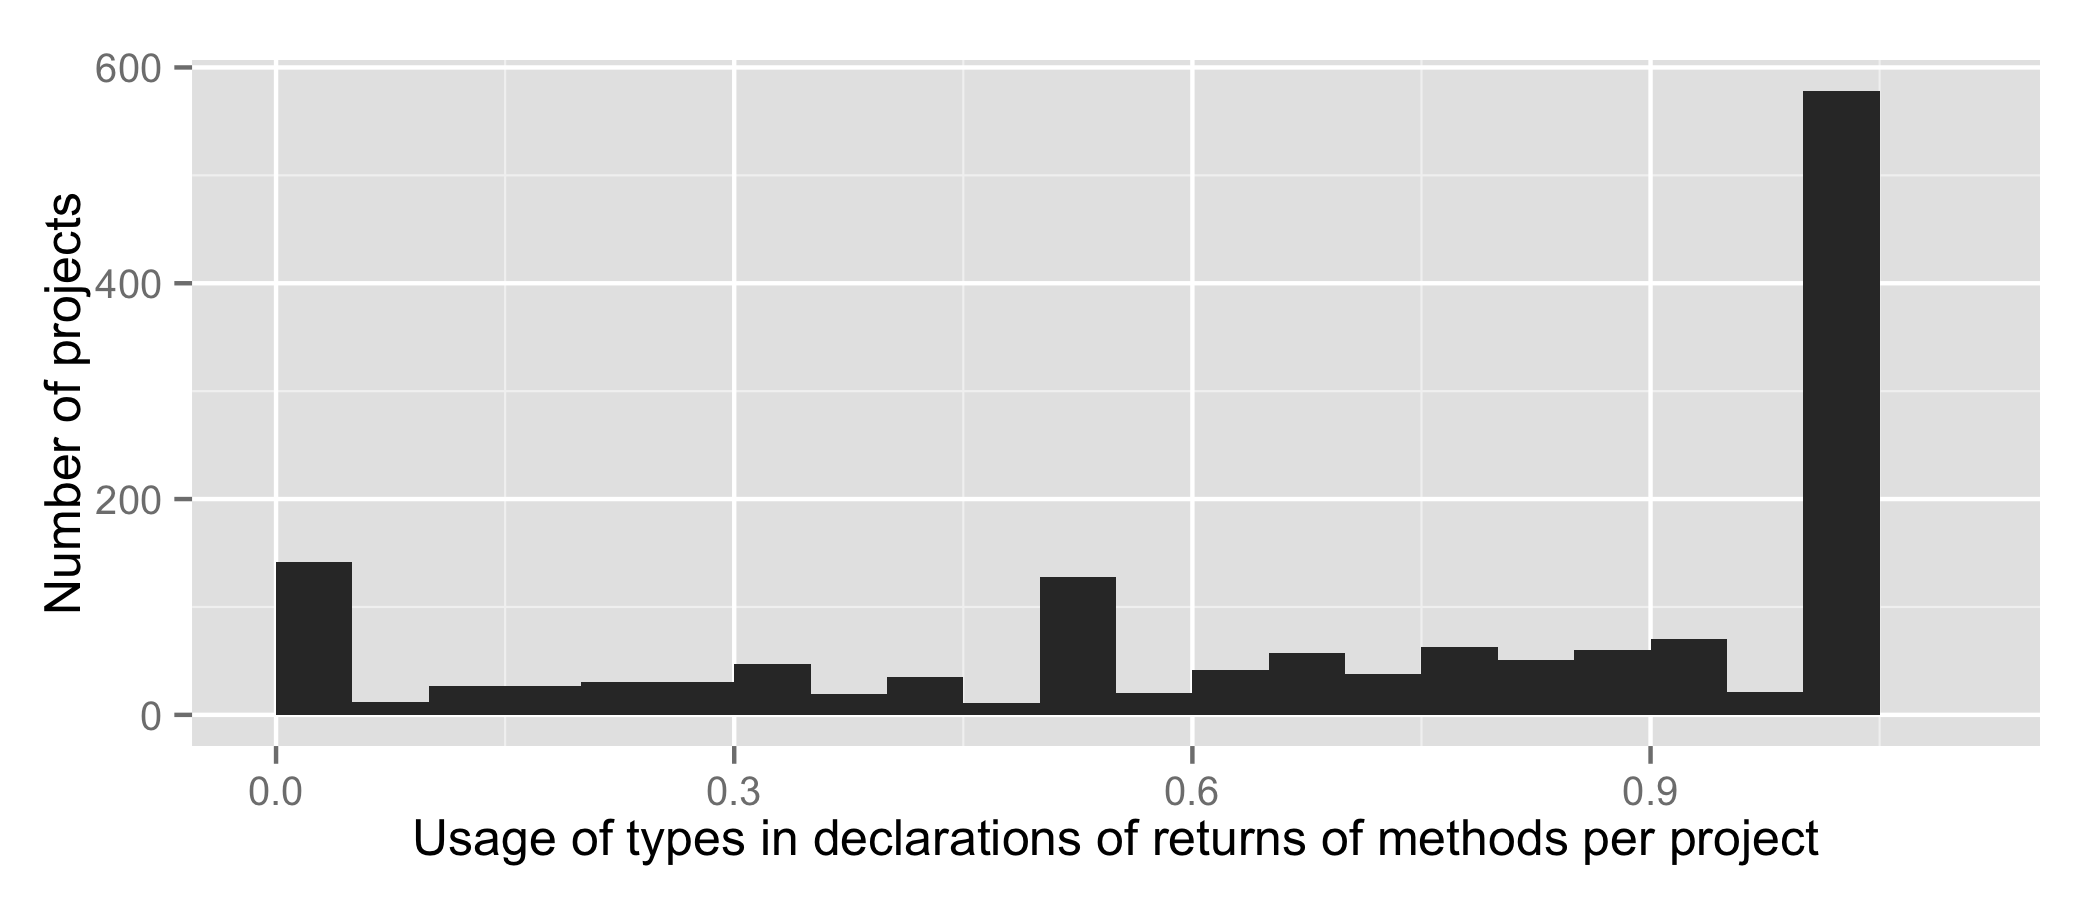 Number of projects
600
400
200
0
0.0 0.3 0.6 0.9
Usage of types in declarations of returns of methods per project